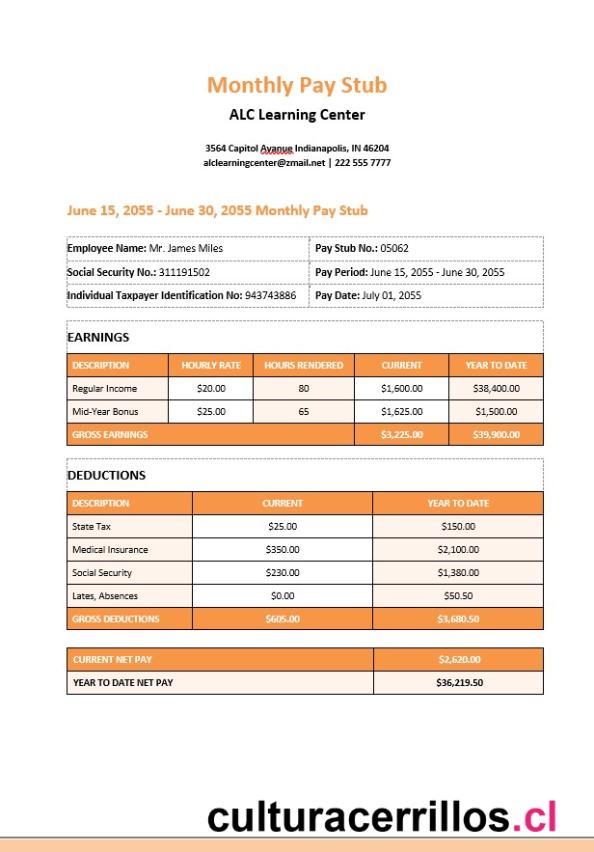 Monthly Pay Stub
ALC Learning Center
3564 Capitol Avanue Indianapolis, IN 46204
alclearningcenter@zmail.net | 222 555 7777
June 15, 2055 - June 30, 2055 Monthly Pay Stub
Employee Name: Mr. James Miles Pay Stub No.: 05062
Social Security No.: 311191502 Pay Period: June 15, 2055 - June 30, 2055
Individual Taxpayer Identification No: 943743886 Pay Date: July 01, 2055
EARNINGS
DESCRIPTION HOURLY RATE HOURS RENDERED CURRENT YEAR TO DATE
Regular Income $20.00 80 $1,600.00 $38,400.00
Mid-Year Bonus $25.00 65 $1,625.00 $1,500.00
GROSS EARNINGS $3,225.00 $39,900.00
DEDUCTIONS
DESCRIPTION CURRENT YEAR TO DATE
State Tax $25.00 $150.00
Medical Insurance $350.00 $2,100.00
Social Security $230.00 $1,380.00
Lates, Absences $0.00 $50.50
GROSS DEDUCTIONS $605.00 $3,680.50
CURRENT NET PAY $2,620.00
YEAR TO DATE NET PAY $36,219.50
culturacerrillos.cl